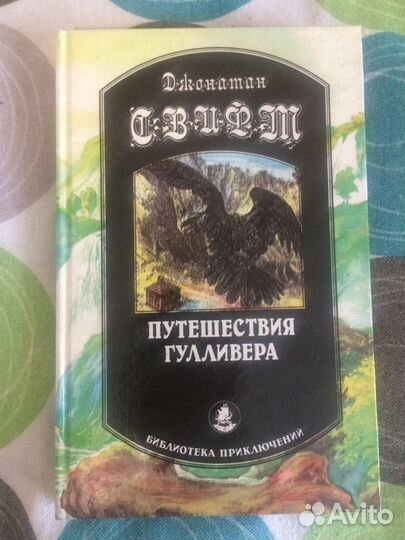 Джонатан
СВИФТ
ПУТЕШЕСТВИЯ
ГУЛЛИВЕРА
БИБЛИОТЕКА ПРИКЛЮЧЕНИЙ
Avito